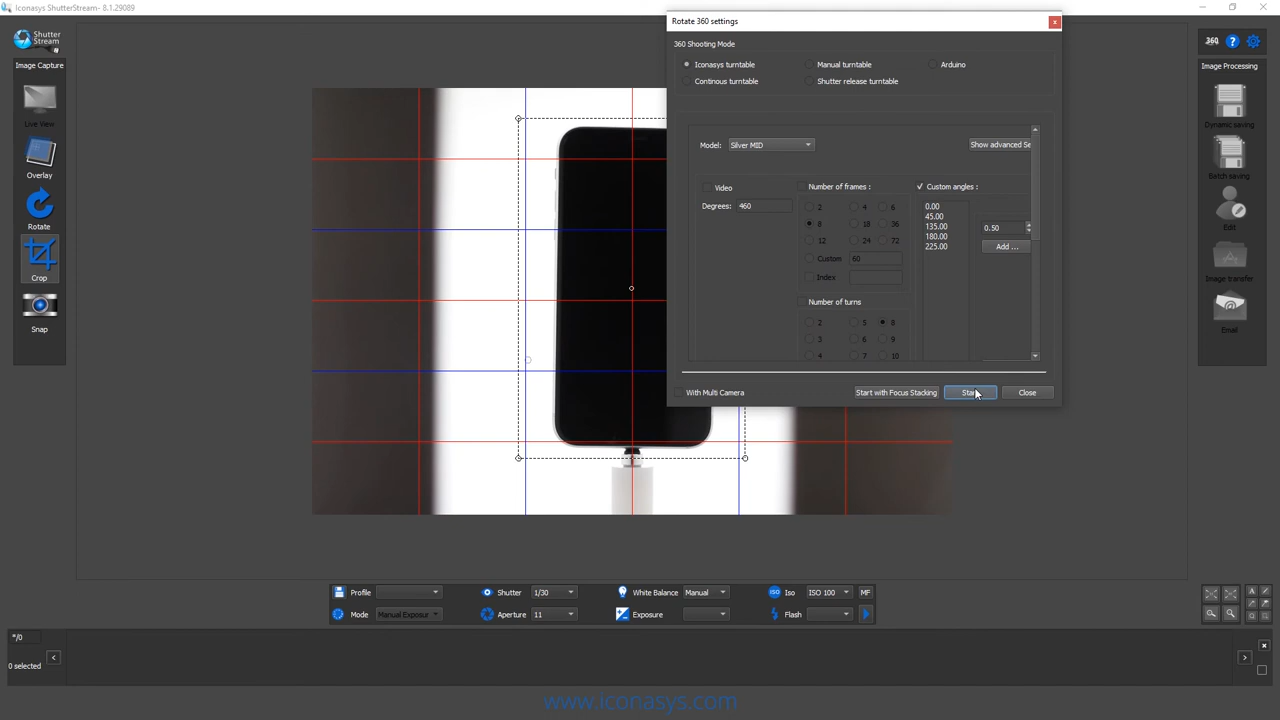 Iconasys ShutterStream - 8.1.29089
Rotate 360 settings
x
Shutter
Stream
360
?
Image Capture
Live View
Overlay
Rotate
Crop
Snap
360 Shooting Mode
Iconasys turntable
Manual turntable
Arduino
Continous turntable
Shutter release turntable
Model:
Silver MID
Show advanced Se
Video
Number of frames :
Custom angles :
Degrees:
460
2
4
6
8
18
36
12
24
72
Custom
60
Index
0.00
45.00
135.00
180.00
225.00
0.50
Add ...
Number of turns
2
5
8
3
6
9
4
7
10
With Multi Camera
Start with Focus Stacking
Close
Image Processing
Dynamic saving
Batch saving
Edit
Image transfer
Email
Profile
Shutter
1/30
White Balance
Manual
ISO
Iso
ISO 100
MF
Mode
Manual Exposur
Aperture
11
Exposure
Flash
*/0
0 selected
<
>
x
www.iconasys.com